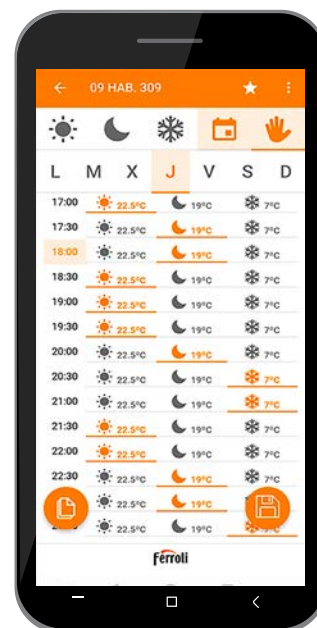 09 HAB. 309
L M X J V S D
17:00 22.5ºC 19ºC 7ºC
17:30 22.5ºC 19ºC 7ºC
18:00 22.5ºC 19ºC 7ºC
18:30 22.5ºC 19ºC 7ºC
19:00 22.5ºC 19ºC 7ºC
19:30 22.5ºC 19ºC 7ºC
20:00 22.5ºC 19ºC 7ºC
20:30 22.5ºC 19ºC 7ºC
21:00 22.5ºC 19ºC 7ºC
21:30 22.5ºC 19ºC 7ºC
22:00 22.5ºC 19ºC 7ºC
22:30 22.5ºC 19ºC 7ºC
22.5ºC 19ºC 7ºC
22.5ºC 19ºC 7ºC
ferroli